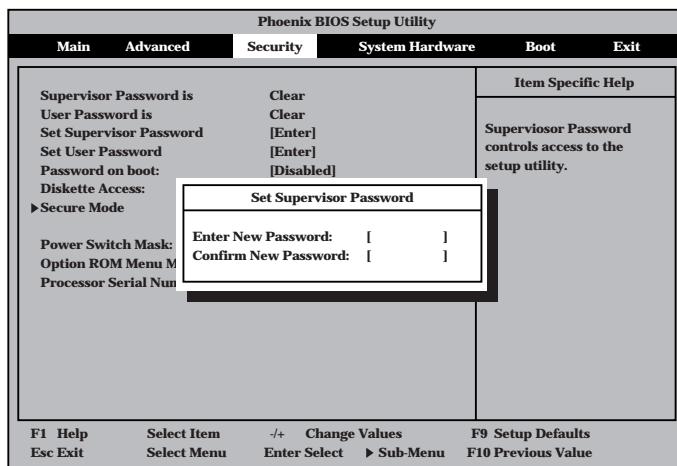 Phoenix BIOS Setup Utility
Main Advanced Security System Hardware Boot Exit
Item Specific Help
Superviosor Password
controls access to the
setup utility.
Supervisor Password is Clear
User Password is Clear
Set Supervisor Password [Enter]
Set User Password [Enter]
Password on boot: [Disabled]
Diskette Access:
▶Secure Mode
Power Switch Mask:
Option ROM Menu M
Processor Serial Num
Set Supervisor Password
Enter New Password: [ ]
Confirm New Password: [ ]
F1 Help Select Item -/+ Change Values F9 Setup Defaults
Esc Exit Select Menu Enter Select ▶ Sub-Menu F10 Previous Value